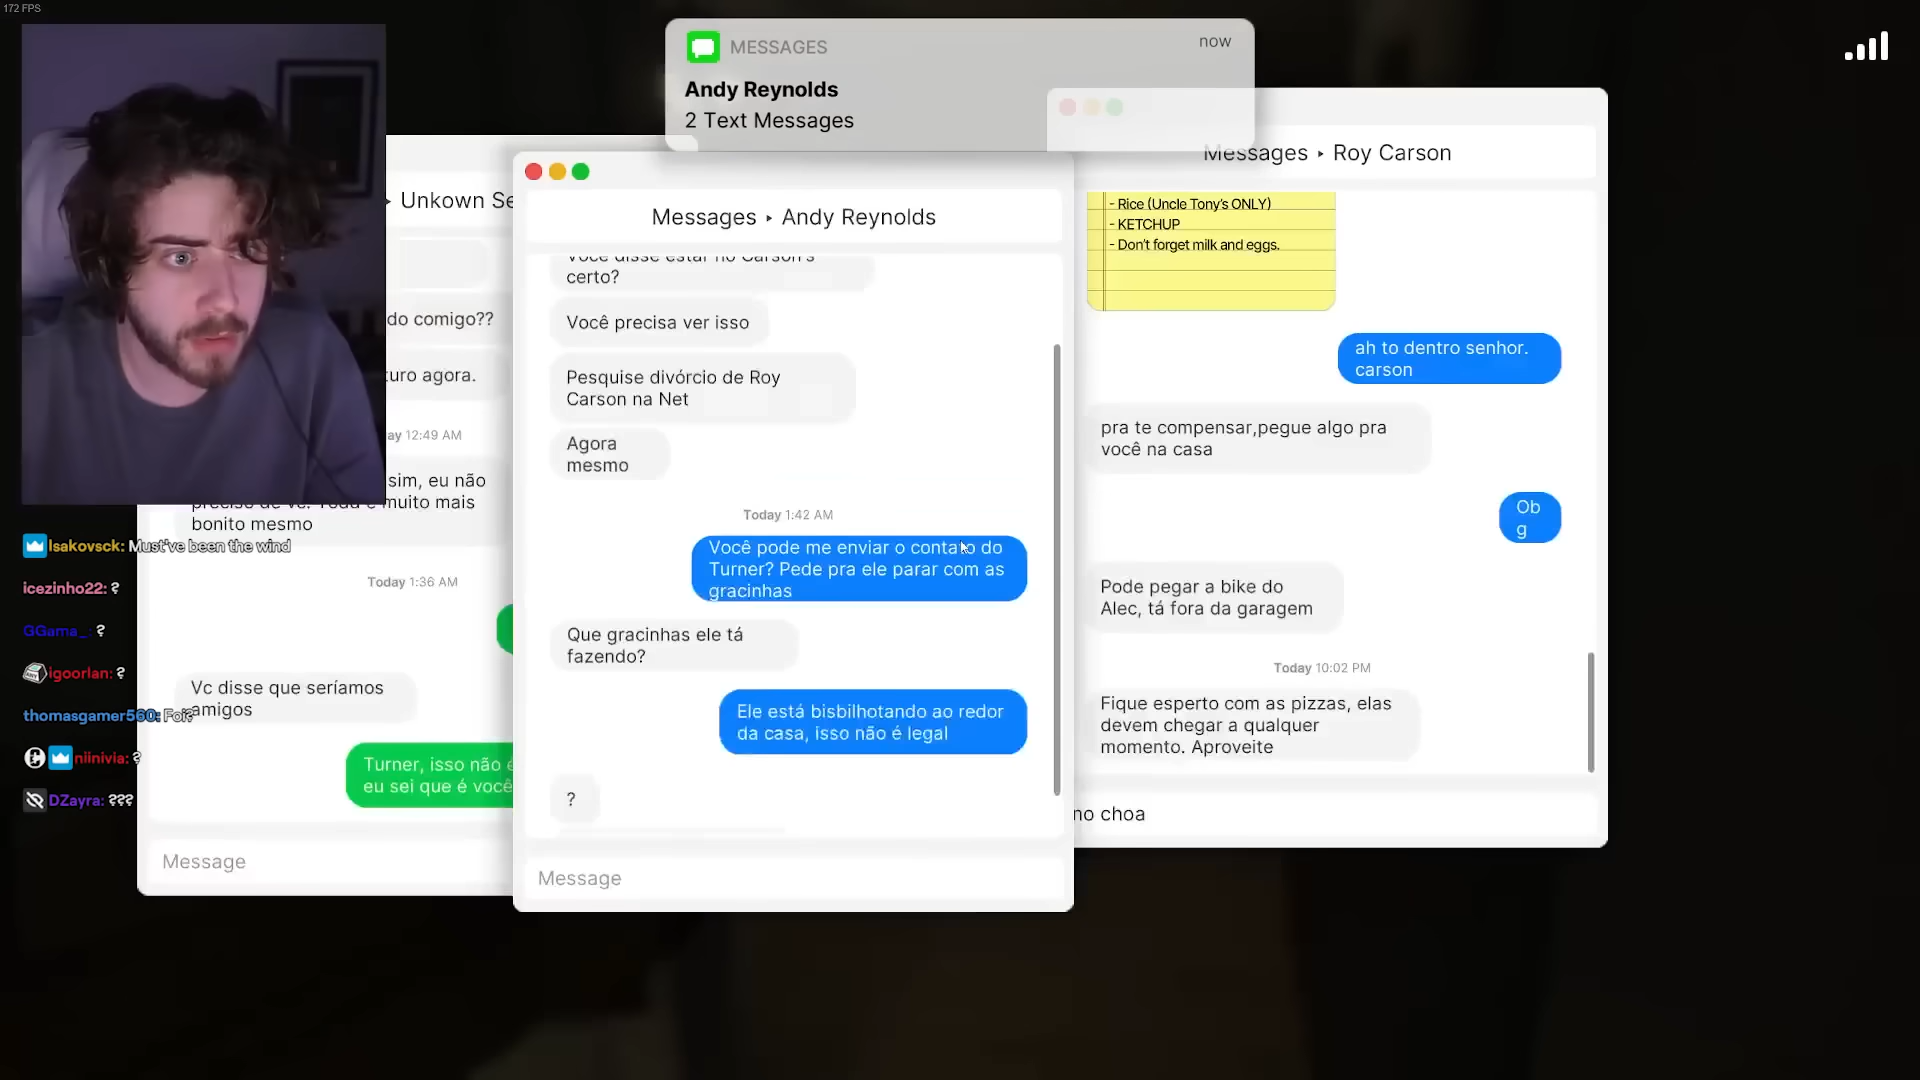 172 FPS
MESSAGES
now
Andy Reynolds
2 Text Messages
Unkown Se
do comigo??
turo agora.
ay 12:49 AM
sim, eu não
muito mais
bonito mesmo
Today 1:36 AM
Vc disse que seríamos
amigos
Turner, isso não é
eu sei que é você
Message
Messages ▸ Andy Reynolds
Você disse estar no Carson's
certo?
Você precisa ver isso
Pesquise divórcio de Roy
Carson na Net
Agora
mesmo
Today 1:42 AM
Você pode me enviar o contato do
Turner? Pede pra ele parar com as
gracinhas
Que gracinhas ele tá
fazendo?
Ele está bisbilhotando ao redor
da casa, isso não é legal
?
Message
Messages ▸ Roy Carson
- Rice (Uncle Tony's ONLY)
- KETCHUP
- Don't forget milk and eggs.
ah to dentro senhor.
carson
pra te compensar,pegue algo pra
você na casa
Ob
g
Pode pegar a bike do
Alec, tá fora da garagem
Today 10:02 PM
Fique esperto com as pizzas, elas
devem chegar a qualquer
momento. Aproveite
no choa
Isakovsck: Must've been the wind
icezinho22: ?
GGama_: ?
igoorlan: ?
thomasgamer560: Foi?
niinivia: ?
DZayra: ???